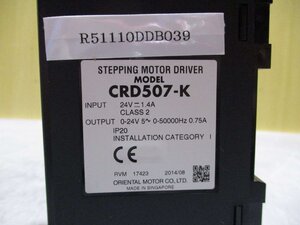 R51110DDB039
STEPPING MOTOR DRIVER
MODEL
CRD507-K
INPUT 24V⎓1.4A
CLASS 2
OUTPUT 0-24V 5∿ 0-50000Hz 0.75A
IP20
INSTALLATION CATEGORY I
CE
RVM 17423 2014/08
ORIENTAL MOTOR CO., LTD.
MADE IN SINGAPORE